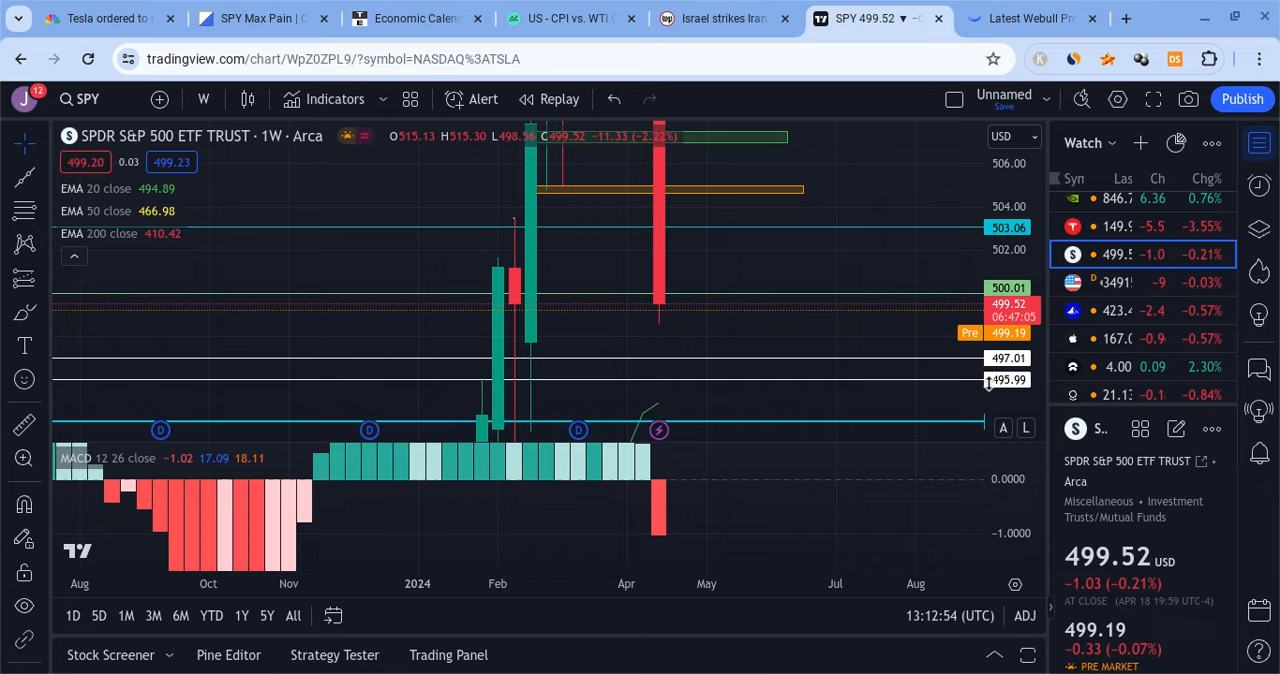 Tesla ordered to
SPY Max Pain | C
Economic Calen
US - CPI vs. WTI C
Israel strikes Iran
SPY 499.52 ▼ −0
Latest Webull Pr
tradingview.com/chart/WpZ0ZPL9/?symbol=NASDAQ%3ATSLA
K
DS
J
12
SPY
W
Indicators
Alert
Replay
Unnamed
Save
Publish
SPDR S&P 500 ETF TRUST · 1W · Arca
O515.13 H515.30 L498.56 C499.52 −11.33 (−2.22%)
USD
499.20
0.03
499.23
EMA 20 close 494.89
EMA 50 close 466.98
EMA 200 close 410.42
506.00
504.00
503.06
502.00
500.01
499.52
06:47:05
Pre 499.19
497.01
495.99
D
D
D
A L
MACD 12 26 close −1.02 17.09 18.11
0.0000
−1.0000
Aug
Oct
Nov
2024
Feb
Apr
May
Jul
Aug
1D 5D 1M 3M 6M YTD 1Y 5Y All
13:12:54 (UTC)
ADJ
Stock Screener
Pine Editor
Strategy Tester
Trading Panel
Watch
Syn Las Ch Chg%
846.7 6.36 0.76%
149.9 −5.5 −3.55%
499.5 −1.0 −0.21%
D 3491 −9 −0.03%
423.4 −2.4 −0.57%
167.0 −0.9 −0.57%
4.00 0.09 2.30%
21.13 −0.1 −0.84%
S..
SPDR S&P 500 ETF TRUST
Arca
Miscellaneous • Investment
Trusts/Mutual Funds
499.52 USD
−1.03 (−0.21%)
AT CLOSE (APR 18 19:59 UTC-4)
499.19
−0.33 (−0.07%)
PRE MARKET